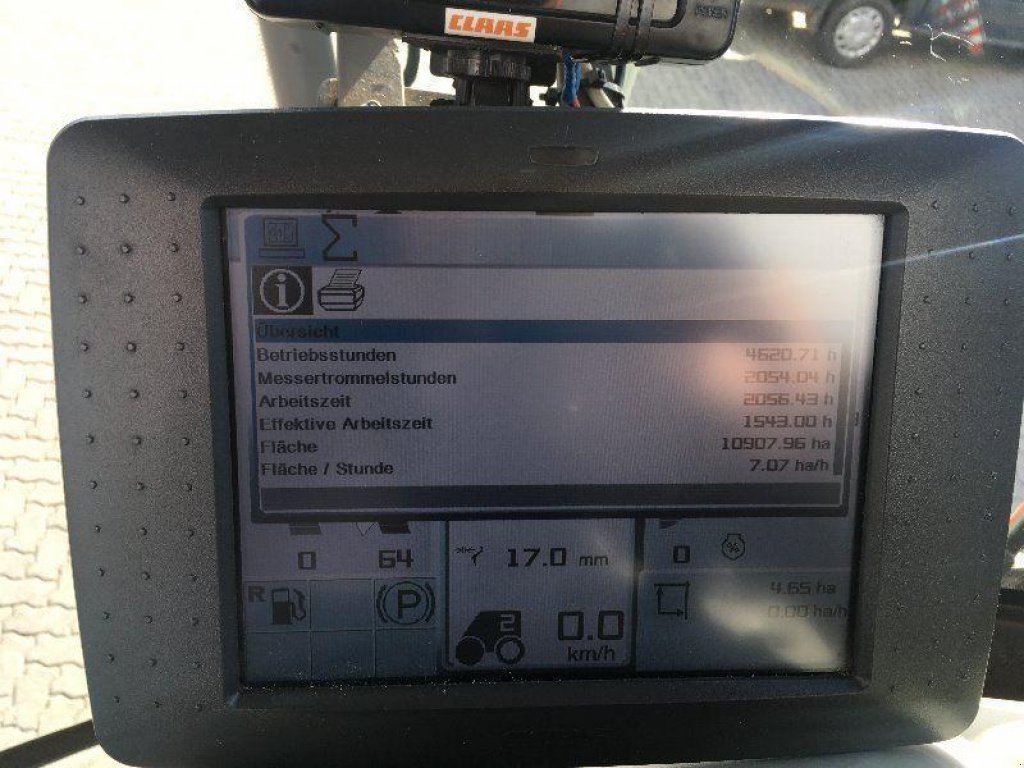 CLAAS
Übersicht
Betriebsstunden 4620.71 h
Messertrommelstunden 2054.04 h
Arbeitszeit 2056.43 h
Effektive Arbeitszeit 1543.00 h
Fläche 10907.96 ha
Fläche / Stunde 7.07 ha/h
0 64 17.0 mm 0 %
R P 2 0.0 km/h
4.65 ha
0.00 ha/h